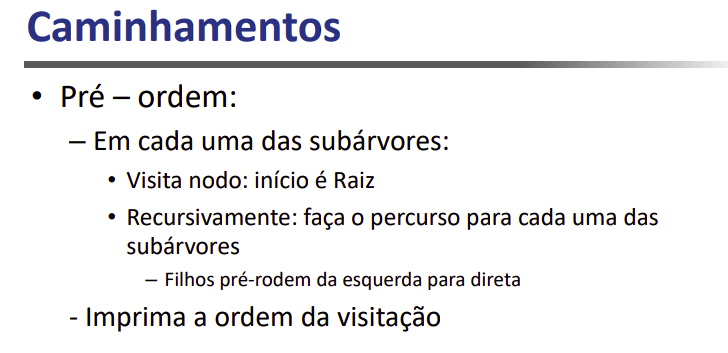 Caminhamentos
• Pré – ordem:
– Em cada uma das subárvores:
• Visita nodo: início é Raiz
• Recursivamente: faça o percurso para cada uma das
subárvores
– Filhos pré-rodem da esquerda para direta
- Imprima a ordem da visitação